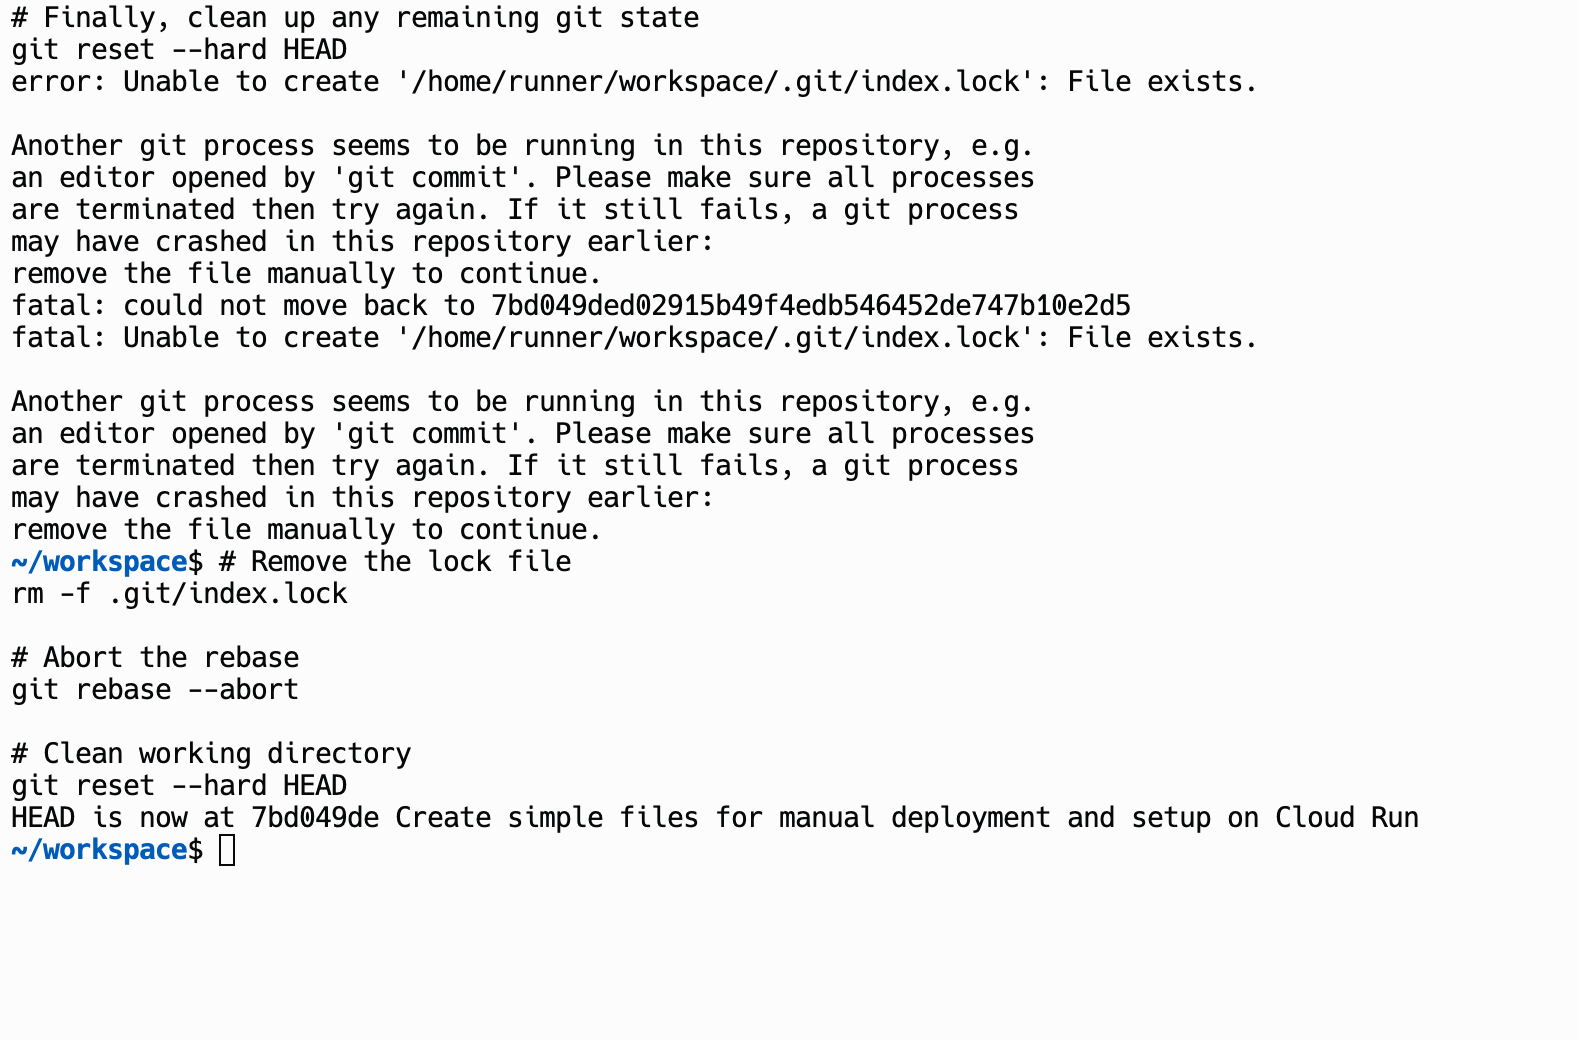 # Finally, clean up any remaining git state
git reset --hard HEAD
error: Unable to create '/home/runner/workspace/.git/index.lock': File exists.

Another git process seems to be running in this repository, e.g.
an editor opened by 'git commit'. Please make sure all processes
are terminated then try again. If it still fails, a git process
may have crashed in this repository earlier:
remove the file manually to continue.
fatal: could not move back to 7bd049ded02915b49f4edb546452de747b10e2d5
fatal: Unable to create '/home/runner/workspace/.git/index.lock': File exists.

Another git process seems to be running in this repository, e.g.
an editor opened by 'git commit'. Please make sure all processes
are terminated then try again. If it still fails, a git process
may have crashed in this repository earlier:
remove the file manually to continue.
~/workspace$ # Remove the lock file
rm -f .git/index.lock

# Abort the rebase
git rebase --abort

# Clean working directory
git reset --hard HEAD
HEAD is now at 7bd049de Create simple files for manual deployment and setup on Cloud Run
~/workspace$